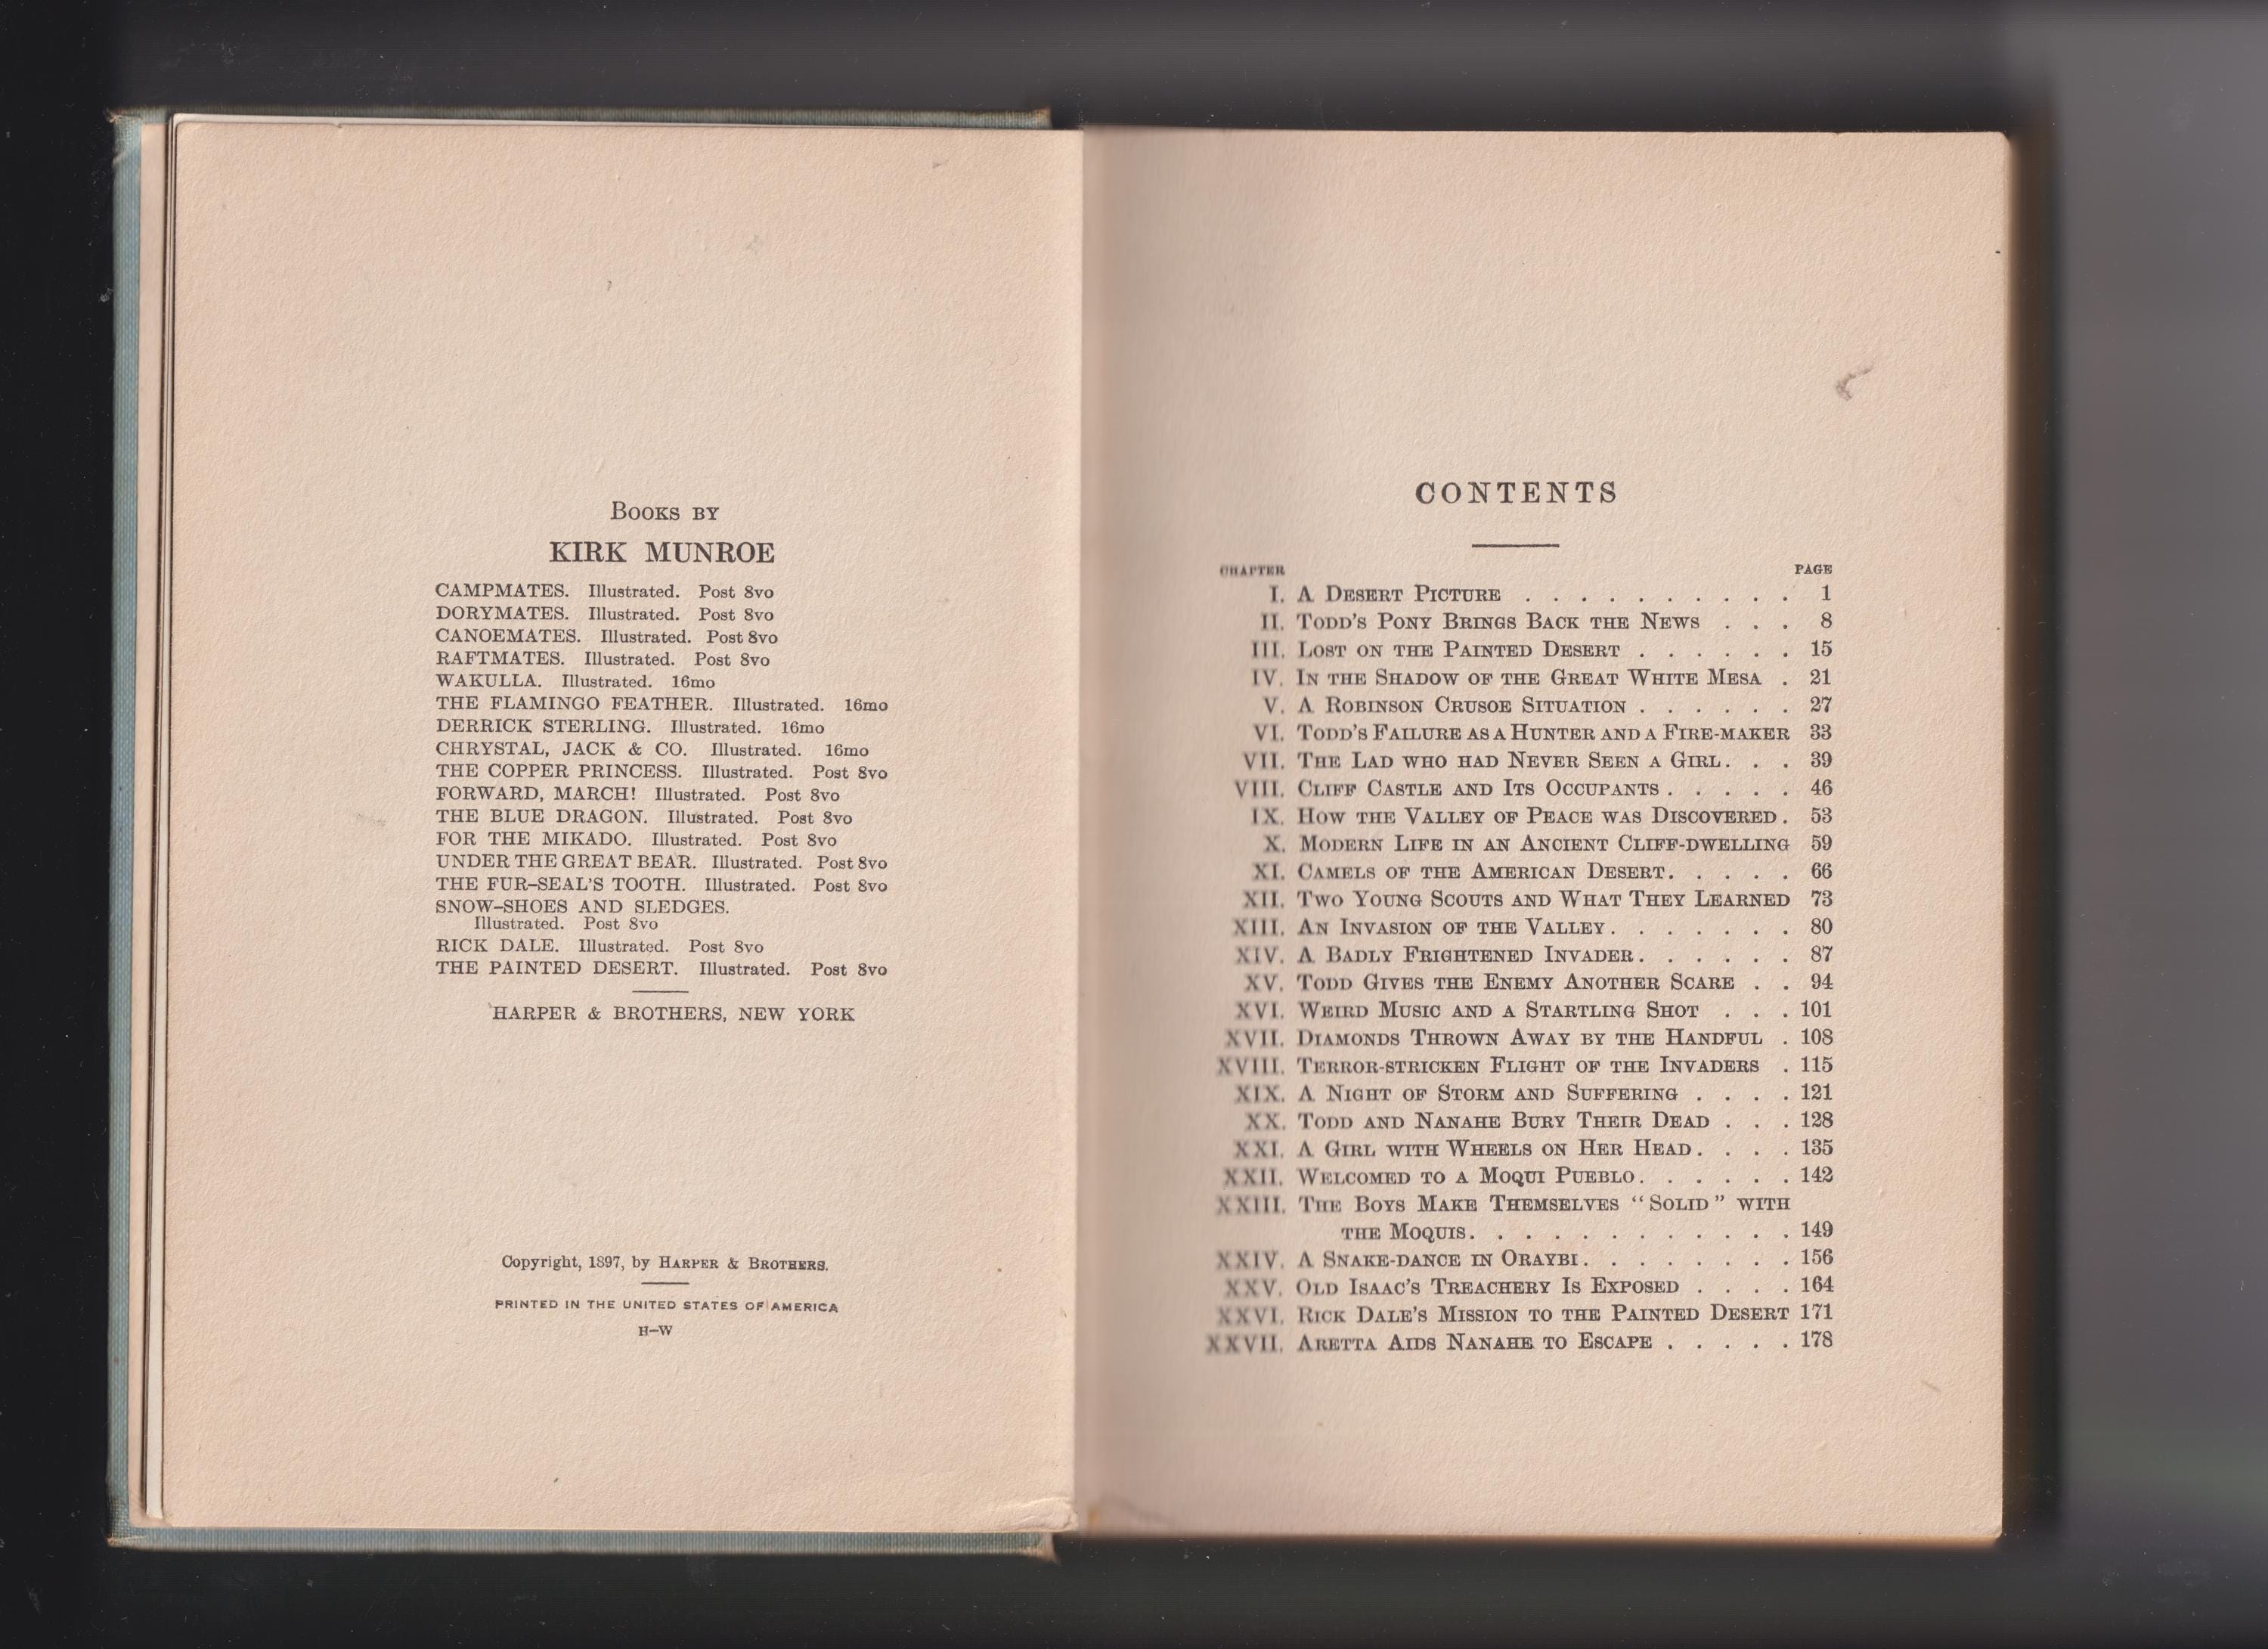 Books by
KIRK MUNROE
CAMPMATES. Illustrated. Post 8vo
DORYMATES. Illustrated. Post 8vo
CANOEMATES. Illustrated. Post 8vo
RAFTMATES. Illustrated. Post 8vo
WAKULLA. Illustrated. 16mo
THE FLAMINGO FEATHER. Illustrated. 16mo
DERRICK STERLING. Illustrated. 16mo
CHRYSTAL, JACK & CO. Illustrated. 16mo
THE COPPER PRINCESS. Illustrated. Post 8vo
FORWARD, MARCH! Illustrated. Post 8vo
THE BLUE DRAGON. Illustrated. Post 8vo
FOR THE MIKADO. Illustrated. Post 8vo
UNDER THE GREAT BEAR. Illustrated. Post 8vo
THE FUR–SEAL'S TOOTH. Illustrated. Post 8vo
SNOW–SHOES AND SLEDGES.
Illustrated. Post 8vo
RICK DALE. Illustrated. Post 8vo
THE PAINTED DESERT. Illustrated. Post 8vo
HARPER & BROTHERS, NEW YORK
Copyright, 1897, by Harper & Brothers.
PRINTED IN THE UNITED STATES OF AMERICA
H–W
CONTENTS
CHAPTER PAGE
I. A Desert Picture . . . . . . . . . . 1
II. Todd's Pony Brings Back the News . . . 8
III. Lost on the Painted Desert . . . . . . 15
IV. In the Shadow of the Great White Mesa . 21
V. A Robinson Crusoe Situation . . . . . . 27
VI. Todd's Failure as a Hunter and a Fire-maker 33
VII. The Lad who had Never Seen a Girl . . . 39
VIII. Cliff Castle and Its Occupants . . . . . 46
IX. How the Valley of Peace was Discovered . 53
X. Modern Life in an Ancient Cliff-dwelling 59
XI. Camels of the American Desert . . . . . 66
XII. Two Young Scouts and What They Learned 73
XIII. An Invasion of the Valley . . . . . . . 80
XIV. A Badly Frightened Invader . . . . . . 87
XV. Todd Gives the Enemy Another Scare . . 94
XVI. Weird Music and a Startling Shot . . . 101
XVII. Diamonds Thrown Away by the Handful . 108
XVIII. Terror-stricken Flight of the Invaders . 115
XIX. A Night of Storm and Suffering . . . . 121
XX. Todd and Nanahe Bury Their Dead . . . 128
XXI. A Girl with Wheels on Her Head . . . . 135
XXII. Welcomed to a Moqui Pueblo . . . . . . 142
XXIII. The Boys Make Themselves "Solid" with
the Moquis . . . . . . . . . . . . 149
XXIV. A Snake-dance in Oraybi . . . . . . . . 156
XXV. Old Isaac's Treachery Is Exposed . . . . 164
XXVI. Rick Dale's Mission to the Painted Desert 171
XXVII. Aretta Aids Nanahe to Escape . . . . . 178